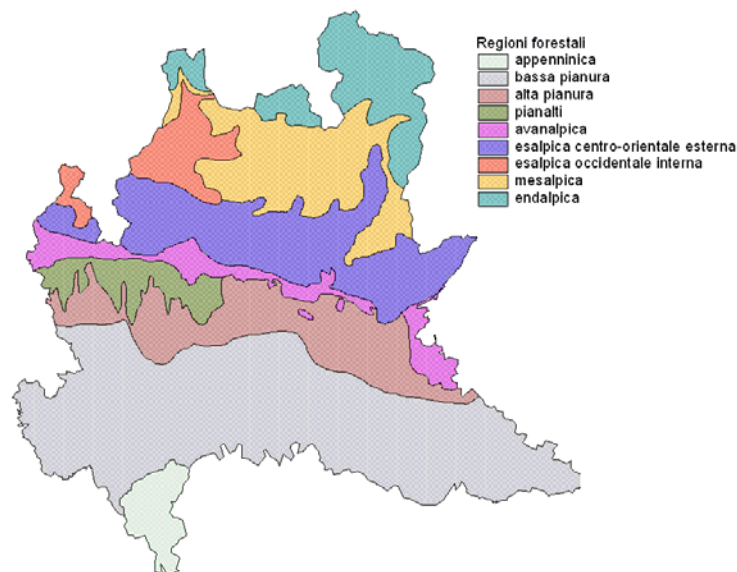 Regioni forestali
appenninica
bassa pianura
alta pianura
pianalti
avanalpica
esalpica centro-orientale esterna
esalpica occidentale interna
mesalpica
endalpica